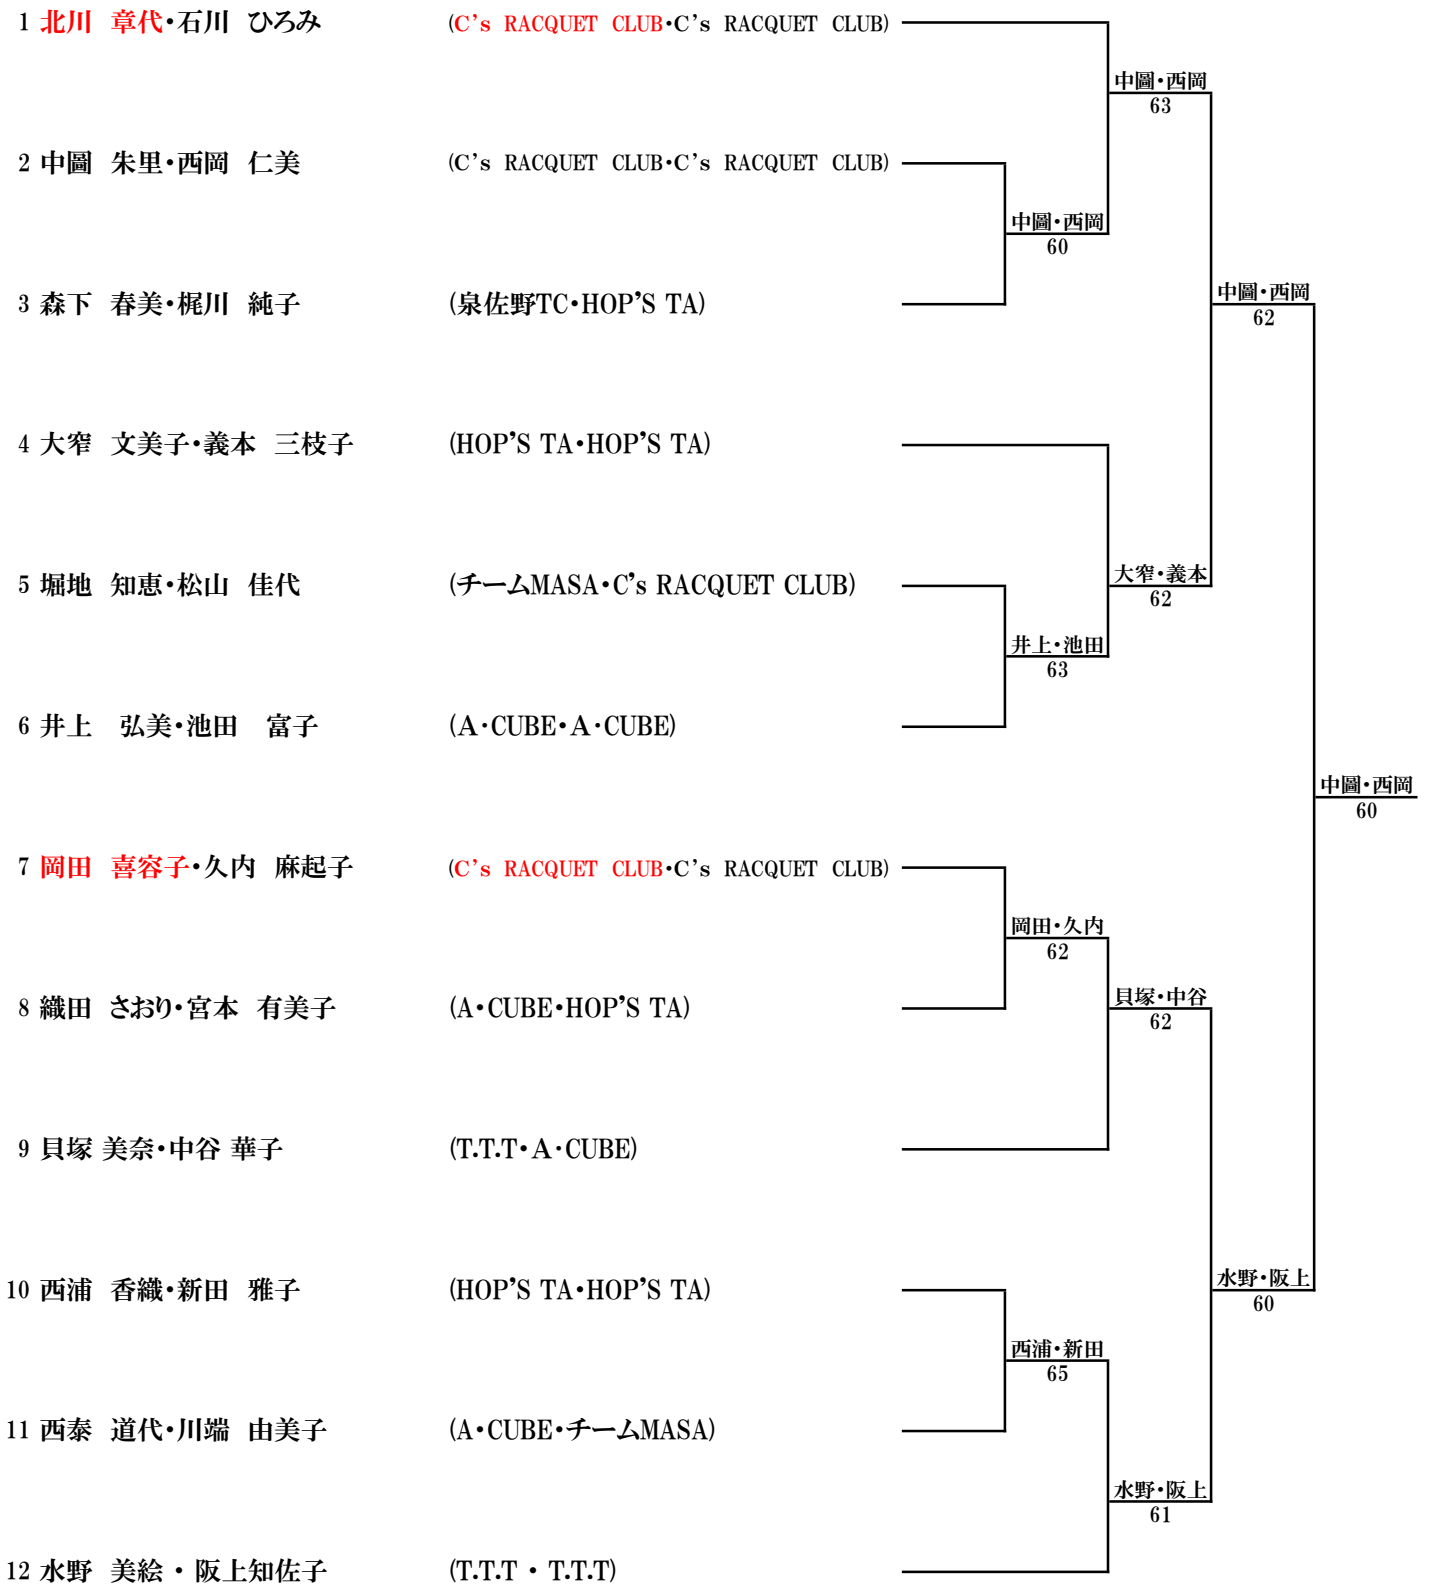 1 北川 章代・石川 ひろみ (C's RACQUET CLUB・C's RACQUET CLUB)
中圖・西岡
63
2 中圖 朱里・西岡 仁美 (C's RACQUET CLUB・C's RACQUET CLUB)
中圖・西岡
60
3 森下 春美・梶川 純子 (泉佐野TC・HOP'S TA)
中圖・西岡
62
4 大窄 文美子・義本 三枝子 (HOP'S TA・HOP'S TA)
大窄・義本
62
5 堀地 知恵・松山 佳代 (チームMASA・C's RACQUET CLUB)
井上・池田
63
6 井上 弘美・池田 富子 (A・CUBE・A・CUBE)
中圖・西岡
60
7 岡田 喜容子・久内 麻起子 (C's RACQUET CLUB・C's RACQUET CLUB)
岡田・久内
62
8 織田 さおり・宮本 有美子 (A・CUBE・HOP'S TA)
貝塚・中谷
62
9 貝塚 美奈・中谷 華子 (T.T.T・A・CUBE)
10 西浦 香織・新田 雅子 (HOP'S TA・HOP'S TA)
水野・阪上
60
西浦・新田
65
11 西泰 道代・川端 由美子 (A・CUBE・チームMASA)
水野・阪上
61
12 水野 美絵・阪上知佐子 (T.T.T・T.T.T)